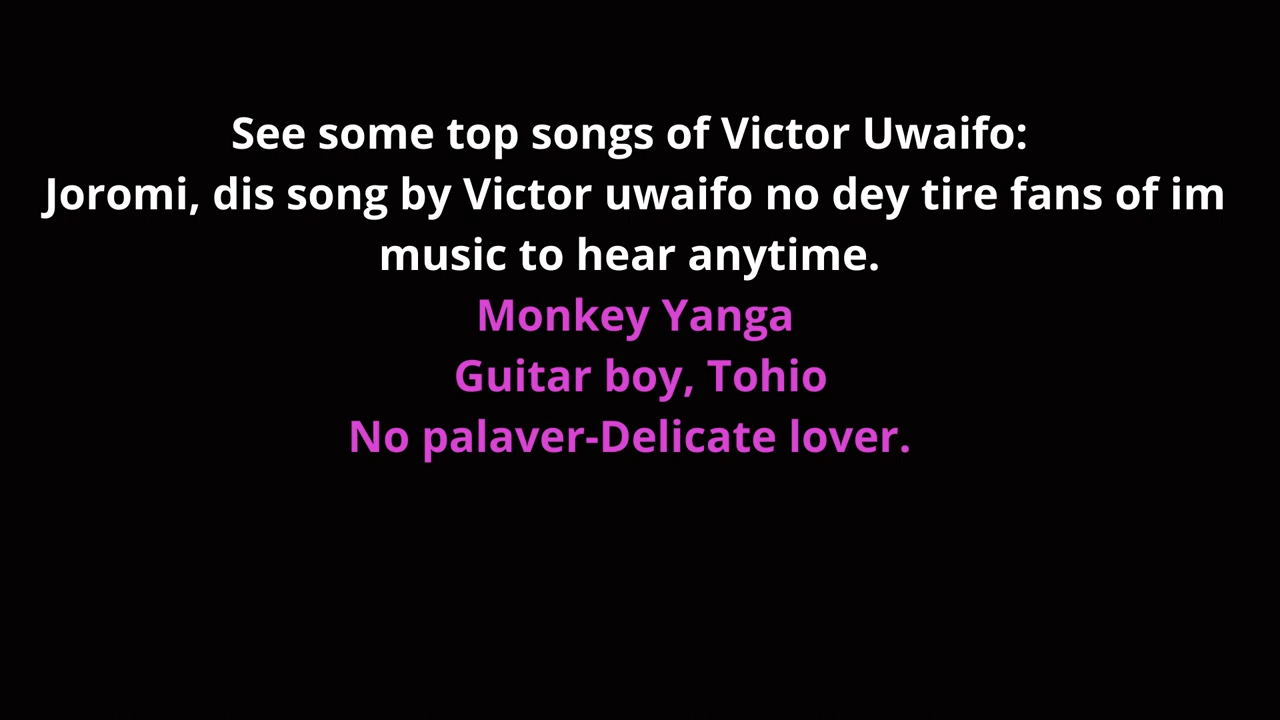 See some top songs of Victor Uwaifo:
Joromi, dis song by Victor uwaifo no dey tire fans of im
music to hear anytime.
Monkey Yanga
Guitar boy, Tohio
No palaver-Delicate lover.